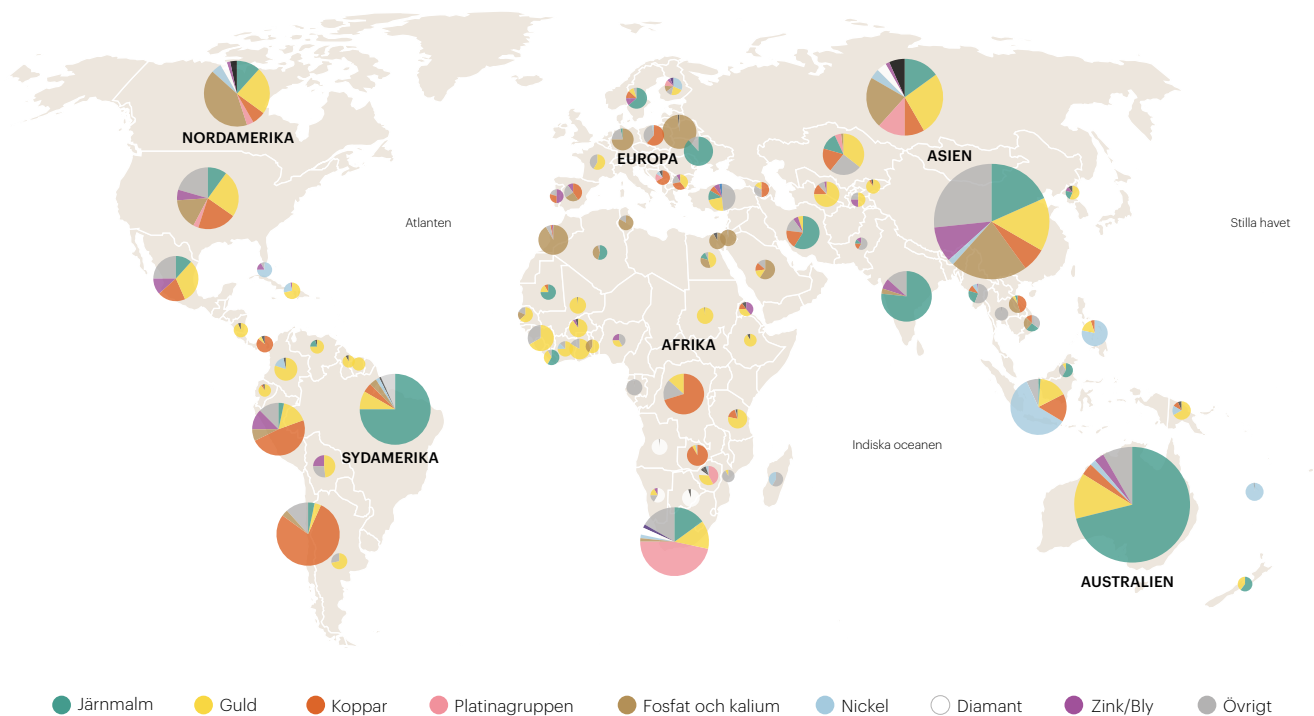 NORDAMERIKA
EUROPA
ASIEN
Atlanten
Stilla havet
AFRIKA
Indiska oceanen
SYDAMERIKA
AUSTRALIEN
Järnmalm Guld Koppar Platinagruppen Fosfat och kalium Nickel Diamant Zink/Bly Övrigt